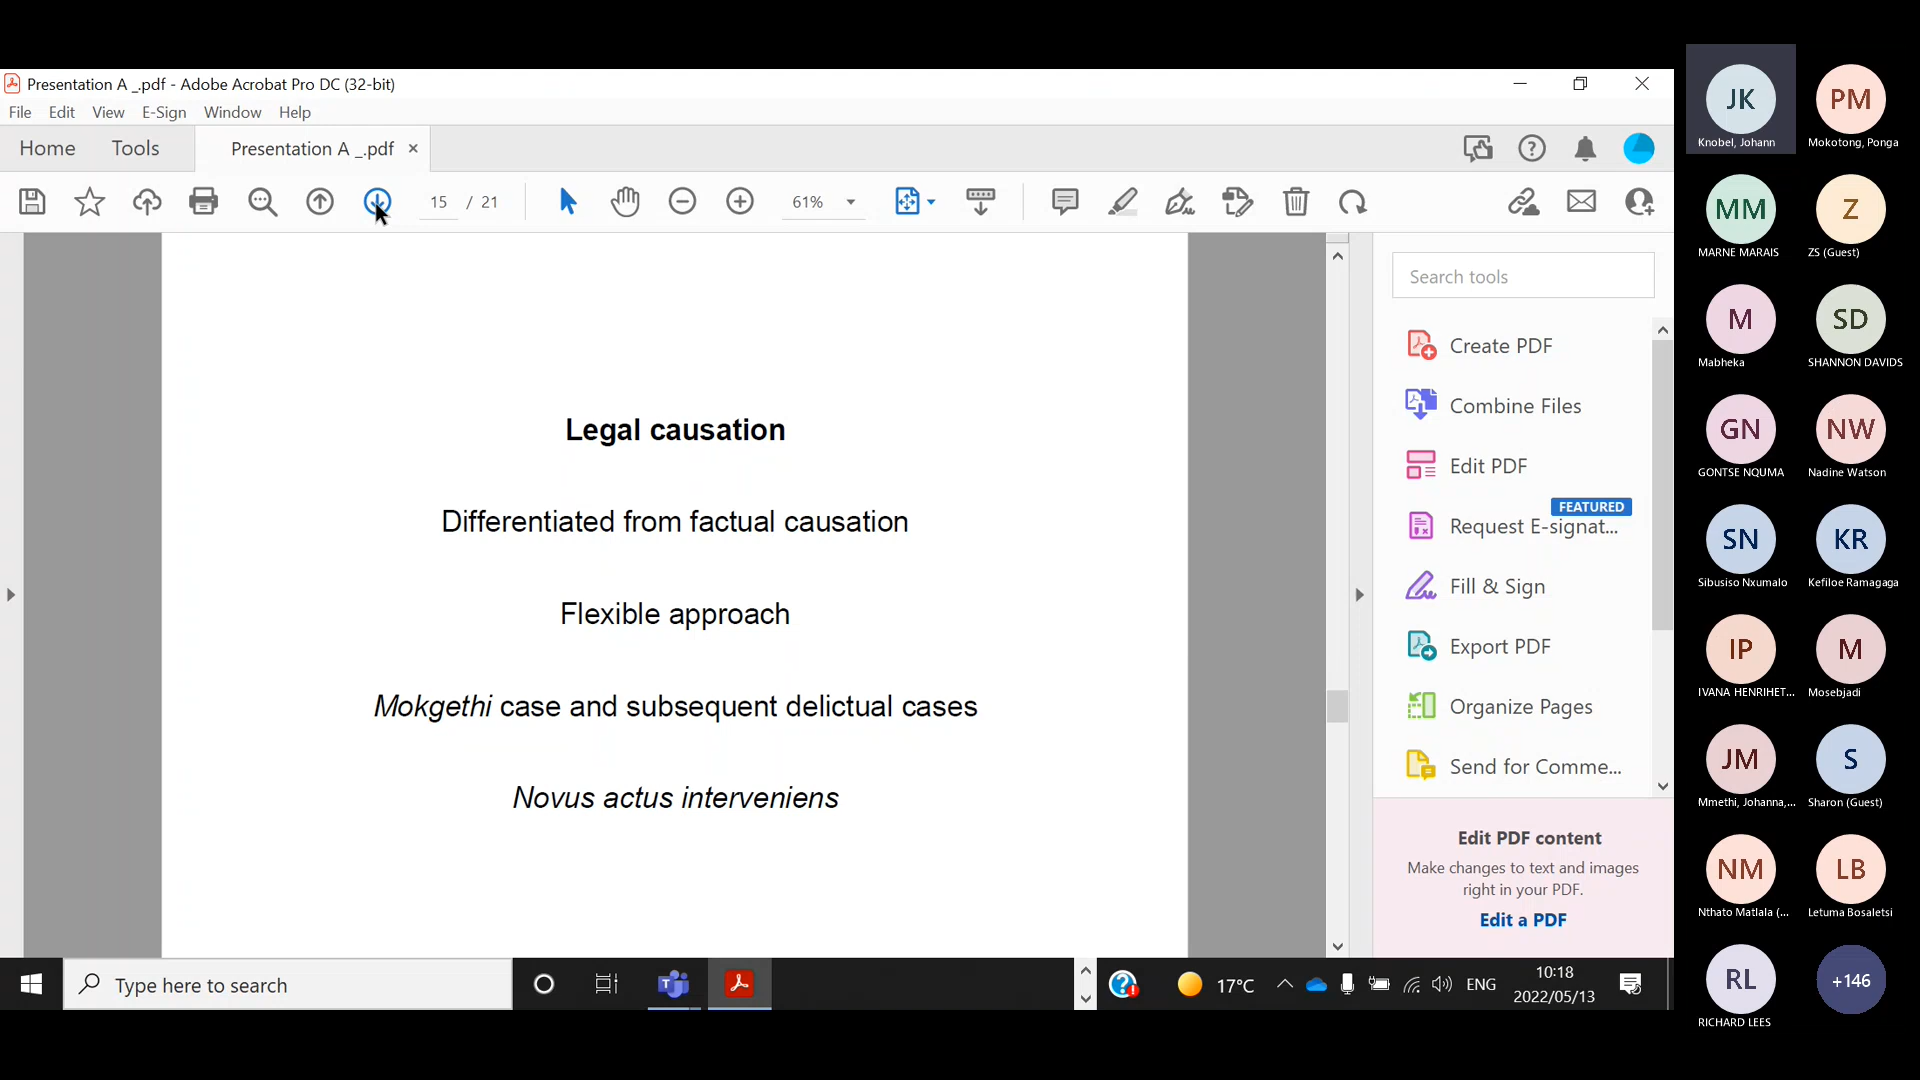 Presentation A _.pdf - Adobe Acrobat Pro DC (32-bit)
File Edit View E-Sign Window Help
Home Tools Presentation A _.pdf ×
15 / 21 61%
Legal causation
Differentiated from factual causation
Flexible approach
Mokgethi case and subsequent delictual cases
Novus actus interveniens
Search tools
Create PDF
Combine Files
Edit PDF
FEATURED
Request E-signat...
Fill & Sign
Export PDF
Organize Pages
Send for Comme...
Edit PDF content
Make changes to text and images
right in your PDF.
Edit a PDF
Type here to search
17°C
ENG
10:18
2022/05/13
JK PM
Knobel, Johann Mokotong, Ponga
MM Z
MARNE MARAIS ZS (Guest)
M SD
Mabheka SHANNON DAVIDS
GN NW
GONTSE NQUMA Nadine Watson
SN KR
Sibusiso Nxumalo Kefiloe Ramagaga
IP M
IVANA HENRIHET... Mosebjadi
JM S
Mmethi, Johanna,... Sharon (Guest)
NM LB
Nthato Matlala (... Letuma Bosaletsi
RL +146
RICHARD LEES